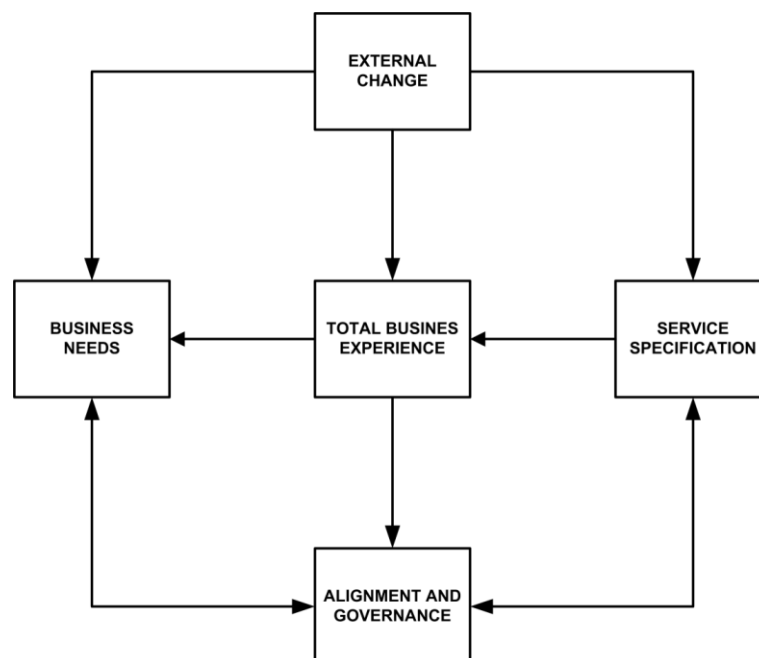 EXTERNAL
CHANGE
BUSINESS
NEEDS
TOTAL BUSINES
EXPERIENCE
SERVICE
SPECIFICATION
ALIGNMENT AND
GOVERNANCE